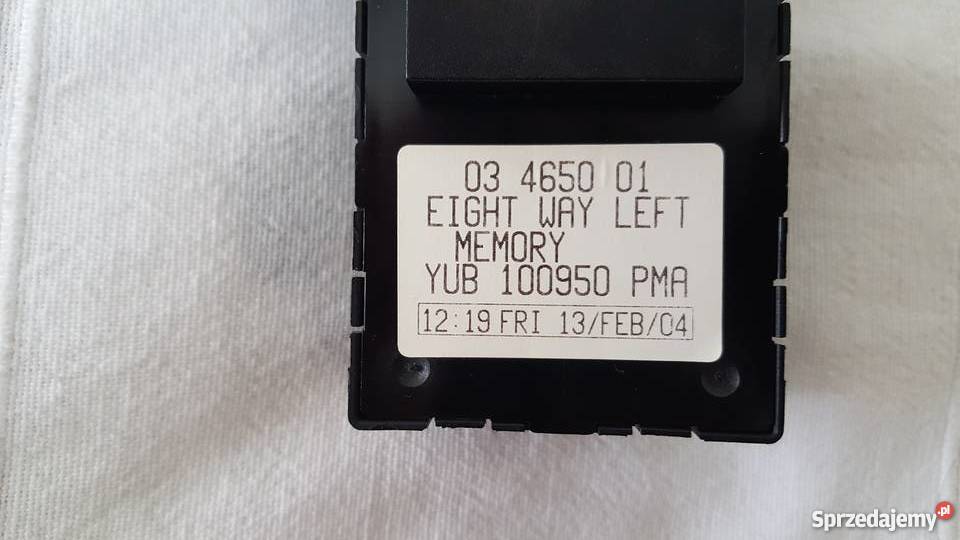 03 4650 01
EIGHT WAY LEFT
MEMORY
YUB 100950 PMA
12:19 FRI 13/FEB/04
Sprzedajemy.pl